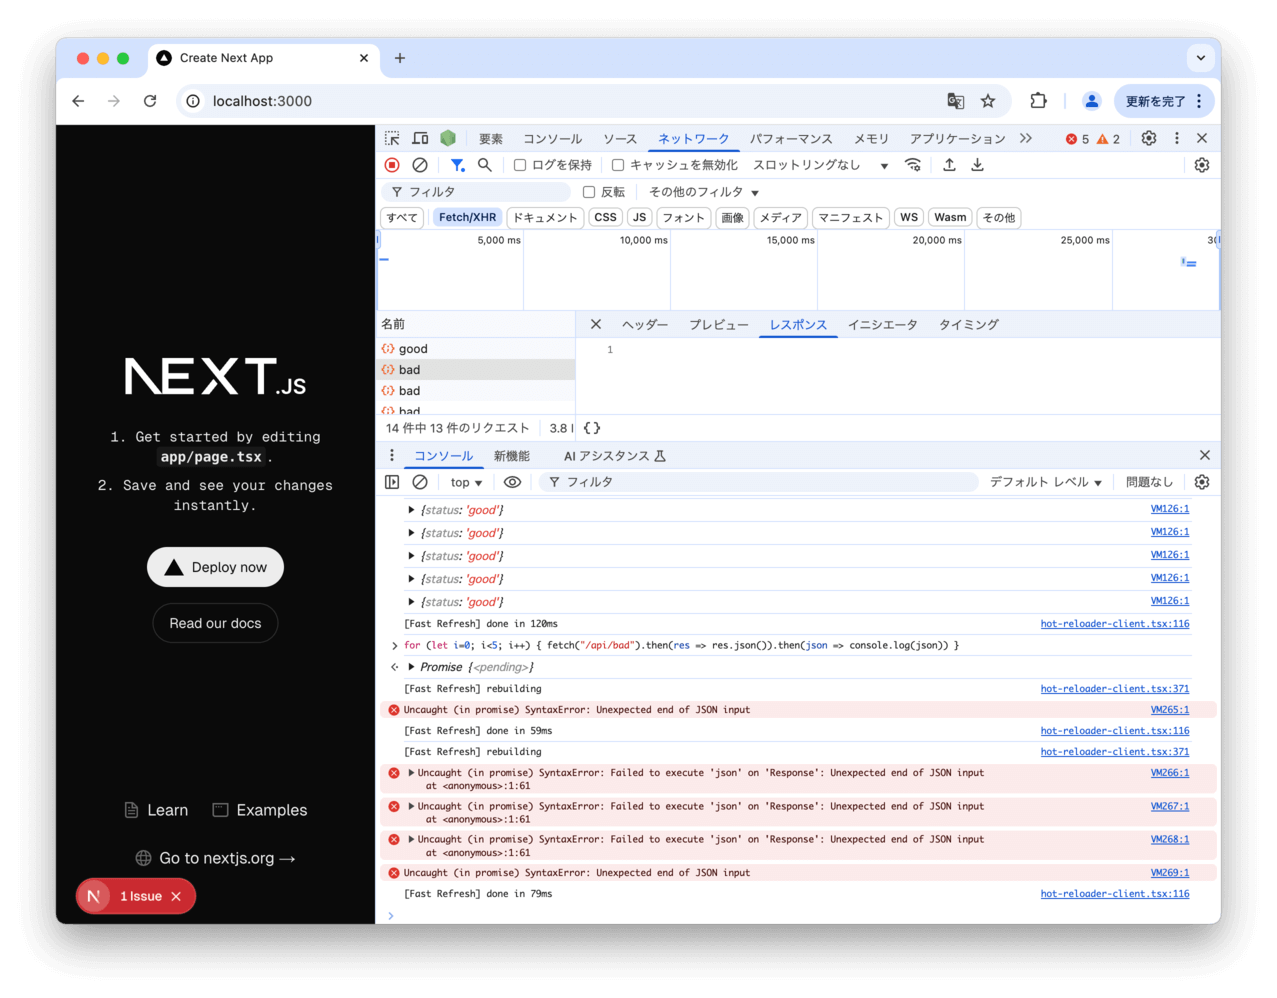 Create Next App
localhost:3000
更新を完了
NEXT.JS
1. Get started by editing
app/page.tsx.
2. Save and see your changes
instantly.
Deploy now
Read our docs
Learn
Examples
Go to nextjs.org →
N 1 Issue
要素 コンソール ソース ネットワーク パフォーマンス メモリ アプリケーション 5 2
ログを保持 キャッシュを無効化 スロットリングなし
フィルタ 反転 その他のフィルタ
すべて Fetch/XHR ドキュメント CSS JS フォント 画像 メディア マニフェスト WS Wasm その他
5,000 ms 10,000 ms 15,000 ms 20,000 ms 25,000 ms
名前 ヘッダー プレビュー レスポンス イニシエータ タイミング
good 1
bad
bad
bad
14 件中 13 件のリクエスト 3.8 {}
コンソール 新機能 AI アシスタンス
top フィルタ デフォルト レベル 問題なし
{status: 'good'} VM126:1
{status: 'good'} VM126:1
{status: 'good'} VM126:1
{status: 'good'} VM126:1
{status: 'good'} VM126:1
[Fast Refresh] done in 120ms hot-reloader-client.tsx:116
for (let i=0; i<5; i++) { fetch("/api/bad").then(res => res.json()).then(json => console.log(json)) }
Promise {<pending>}
[Fast Refresh] rebuilding hot-reloader-client.tsx:371
Uncaught (in promise) SyntaxError: Unexpected end of JSON input VM265:1
[Fast Refresh] done in 59ms hot-reloader-client.tsx:116
[Fast Refresh] rebuilding hot-reloader-client.tsx:371
Uncaught (in promise) SyntaxError: Failed to execute 'json' on 'Response': Unexpected end of JSON input VM266:1
at <anonymous>:1:61
Uncaught (in promise) SyntaxError: Failed to execute 'json' on 'Response': Unexpected end of JSON input VM267:1
at <anonymous>:1:61
Uncaught (in promise) SyntaxError: Failed to execute 'json' on 'Response': Unexpected end of JSON input VM268:1
at <anonymous>:1:61
Uncaught (in promise) SyntaxError: Unexpected end of JSON input VM269:1
[Fast Refresh] done in 79ms hot-reloader-client.tsx:116